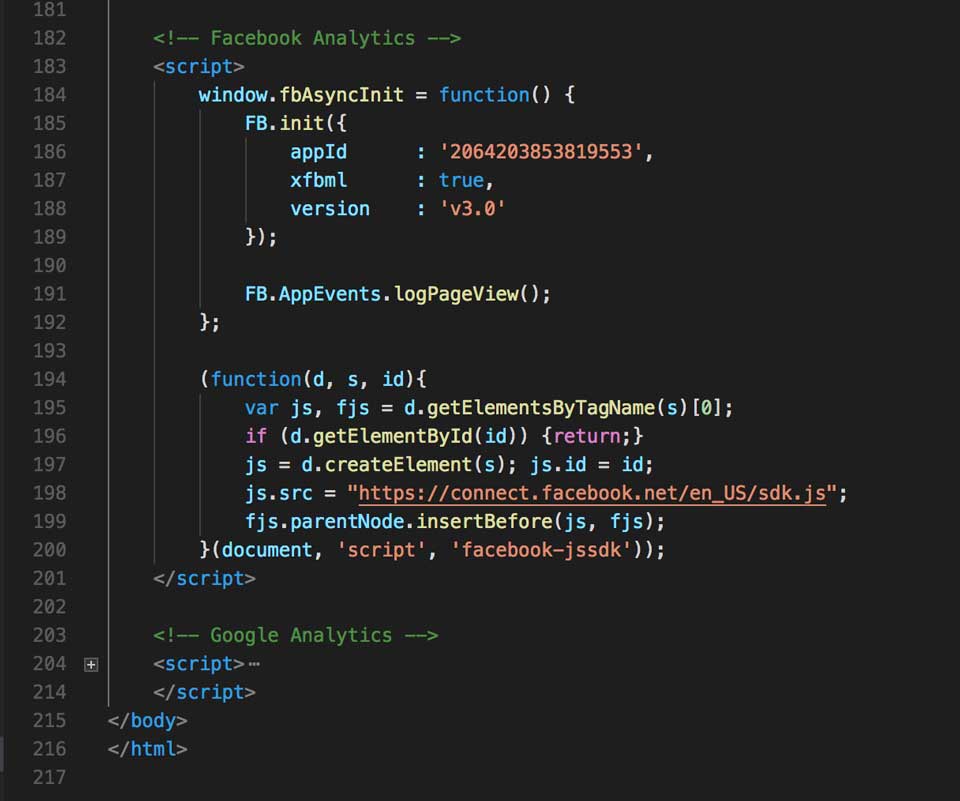 181
182 <!-- Facebook Analytics -->
183 <script>
184 window.fbAsyncInit = function() {
185 FB.init({
186 appId : '2064203853819553',
187 xfbml : true,
188 version : 'v3.0'
189 });
190
191 FB.AppEvents.logPageView();
192 };
193
194 (function(d, s, id){
195 var js, fjs = d.getElementsByTagName(s)[0];
196 if (d.getElementById(id)) {return;}
197 js = d.createElement(s); js.id = id;
198 js.src = "https://connect.facebook.net/en_US/sdk.js";
199 fjs.parentNode.insertBefore(js, fjs);
200 }(document, 'script', 'facebook-jssdk'));
201 </script>
202
203 <!-- Google Analytics -->
204 <script>⋯
214 </script>
215 </body>
216 </html>
217